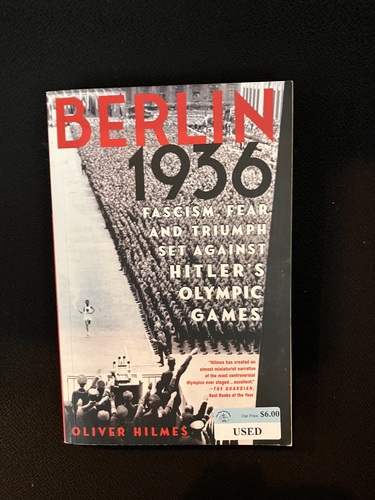 BERLIN
1936
FASCISM, FEAR
AND TRIUMPH
SET AGAINST
HITLER'S
OLYMPIC
GAMES
"Hilmes has created an
almost miniaturist narrative
of the most controversial
Olympics ever staged... excellent."
—THE GUARDIAN,
Best Books of the Year
OLIVER HILMES
Our Price $6.00
USED